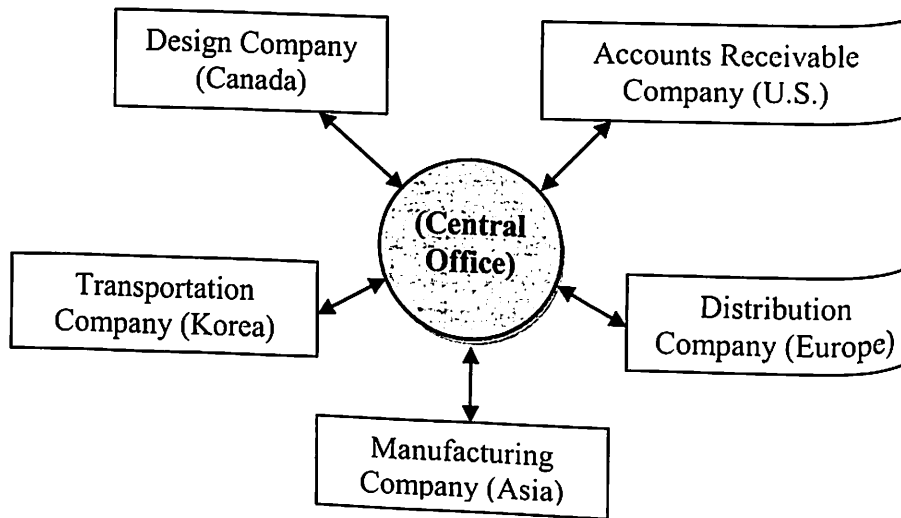 Design Company
(Canada)
Accounts Receivable
Company (U.S.)
(Central
Office)
Transportation
Company (Korea)
Distribution
Company (Europe)
Manufacturing
Company (Asia)